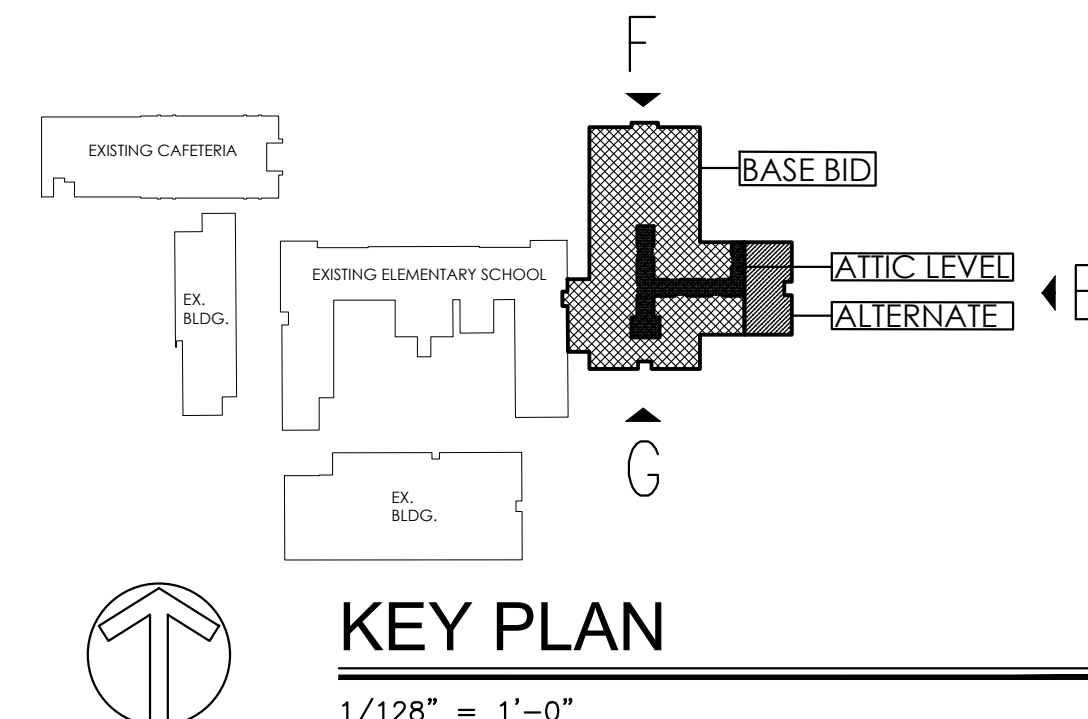 F
EXISTING CAFETERIA
BASE BID
EXISTING ELEMENTARY SCHOOL
ATTIC LEVEL
EX.
BLDG.
ALTERNATE
G
EX.
BLDG.
KEY PLAN
1/128" = 1'-0"